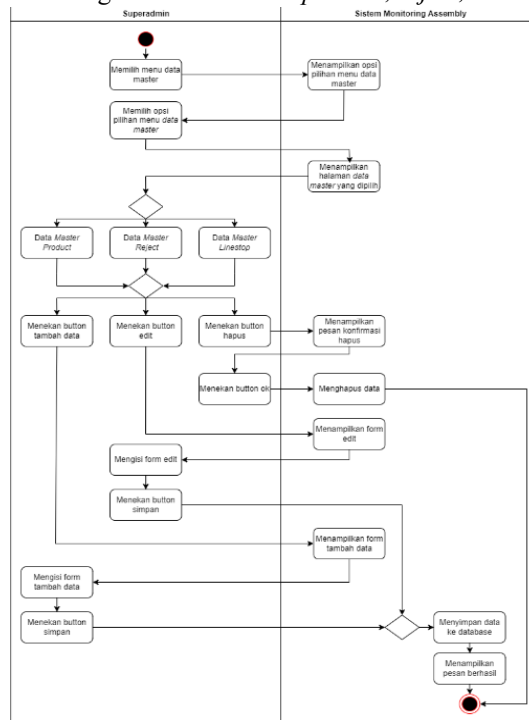 Superadmin
Sistem Monitoring Assembly
Memilih menu data
master
Menampilkan opsi
pilihan menu data
master
Memilih opsi
pilihan menu data
master
Menampilkan
halaman data
master yang dipilih
Data Master
Product
Data Master
Reject
Data Master
Linestop
Menekan button
tambah data
Menekan button
edit
Menekan button
hapus
Menampilkan
pesan konfirmasi
hapus
Menekan button ok
Menghapus data
Menampilkan form
edit
Mengisi form edit
Menekan button
simpan
Menampilkan form
tambah data
Mengisi form
tambah data
Menekan button
simpan
Menyimpan data
ke database
Menampilkan
pesan berhasil